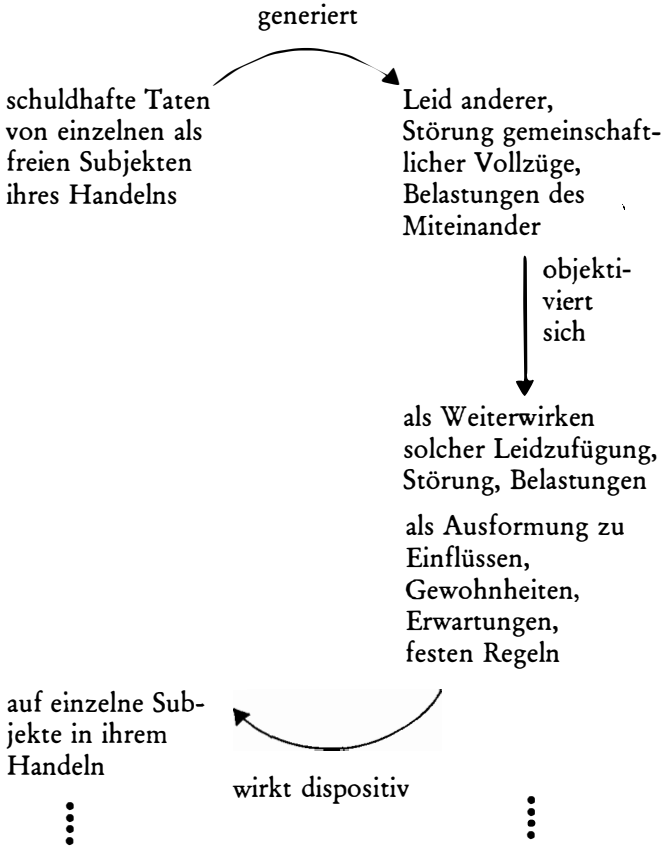 generiert
schuldhafte Taten
von einzelnen als
freien Subjekten
ihres Handelns
Leid anderer,
Störung gemeinschaft-
licher Vollzüge,
Belastungen des
Miteinander
objekti-
viert
sich
als Weiterwirken
solcher Leidzufügung,
Störung, Belastungen
als Ausformung zu
Einflüssen,
Gewohnheiten,
Erwartungen,
festen Regeln
auf einzelne Sub-
jekte in ihrem
Handeln
wirkt dispositiv